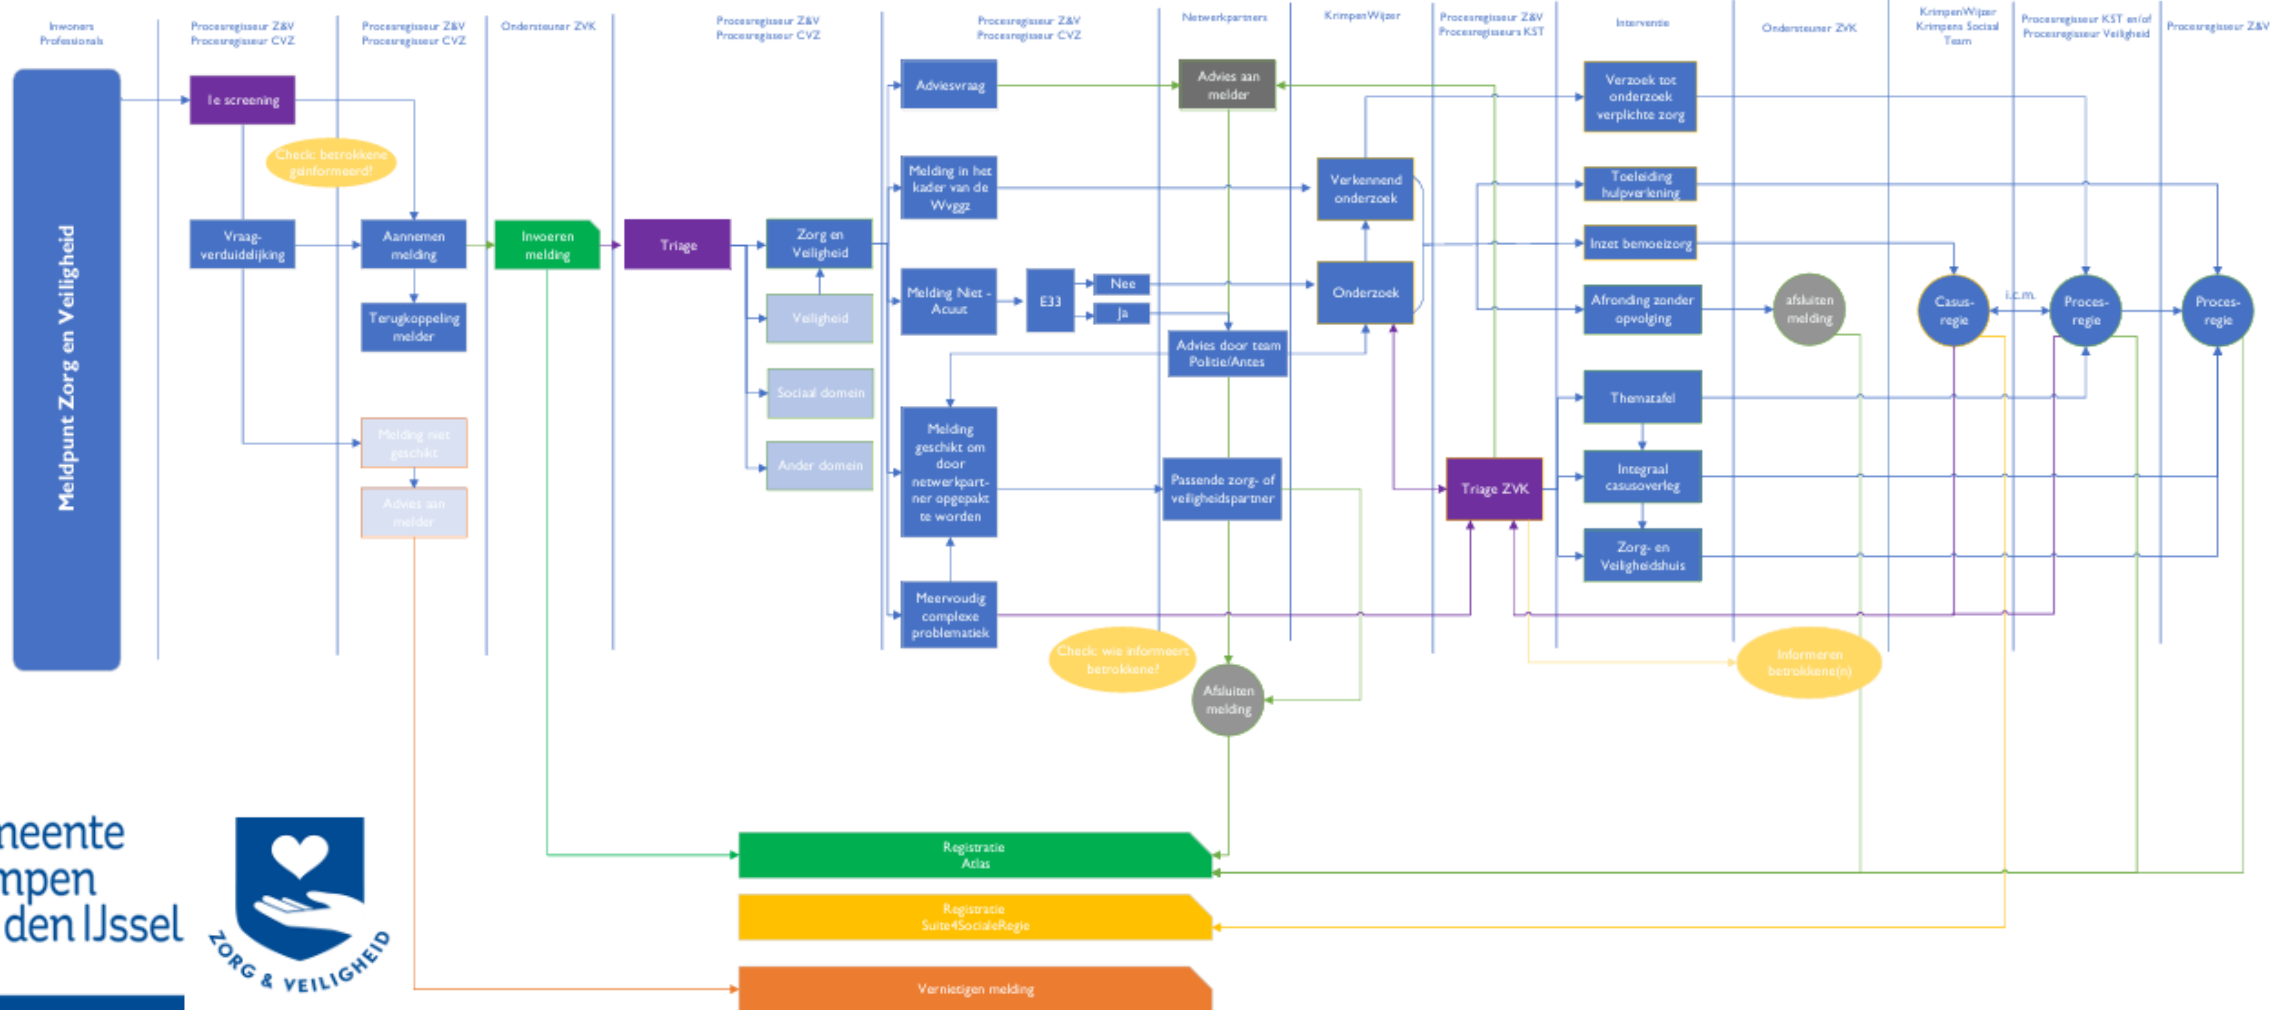 Inwoners
Professionals
Procesregisseur Z&V
Procesregisseur CVZ
Procesregisseur Z&V
Procesregisseur CVZ
Ondersteuner ZVK
Procesregisseur Z&V
Procesregisseur CVZ
Procesregisseur Z&V
Procesregisseur CVZ
Netwerkpartners
KrimpenWijzer
Procesregisseur Z&V
Procesregisseurs KST
Interventie
Ondersteuner ZVK
KrimpenWijzer
Krimpens Sociaal
Team
Procesregisseur KST en/of
Procesregisseur Veiligheid
Procesregisseur Z&V
Meldpunt Zorg en Veiligheid
1e screening
Check: betrokkene
geïnformeerd?
Vraag-
verduidelijking
Aannemen
melding
Terugkoppeling
melder
Melding niet
geschikt
Advies aan
melder
Invoeren
melding
Triage
Zorg en
Veiligheid
Veiligheid
Sociaal domein
Ander domein
Adviesvraag
Melding in het
kader van de
Wvggz
Melding Niet -
Acuut
E33
Nee
Ja
Melding
geschikt om
door
netwerkpart-
ner opgepakt
te worden
Meervoudig
complexe
problematiek
Check: wie informeert
betrokkene?
Advies aan
melder
Advies door team
Politie/Antes
Passende zorg- of
veiligheidspartner
Afsluiten
melding
Verkennend
onderzoek
Onderzoek
Triage ZVK
Verzoek tot
onderzoek
verplichte zorg
Toeleiding
hulpverlening
Inzet bemoeizorg
Afronding zonder
opvolging
Thematafel
Integraal
casusoverleg
Zorg- en
Veiligheidshuis
afsluiten
melding
Informeren
betrokkene(n)
Casus-
regie
i.c.m.
Proces-
regie
Proces-
regie
Registratie
Atlas
Registratie
Suite4SocialeRegie
Vernietigen melding
meente
mpen
den IJssel
ZORG & VEILIGHEID